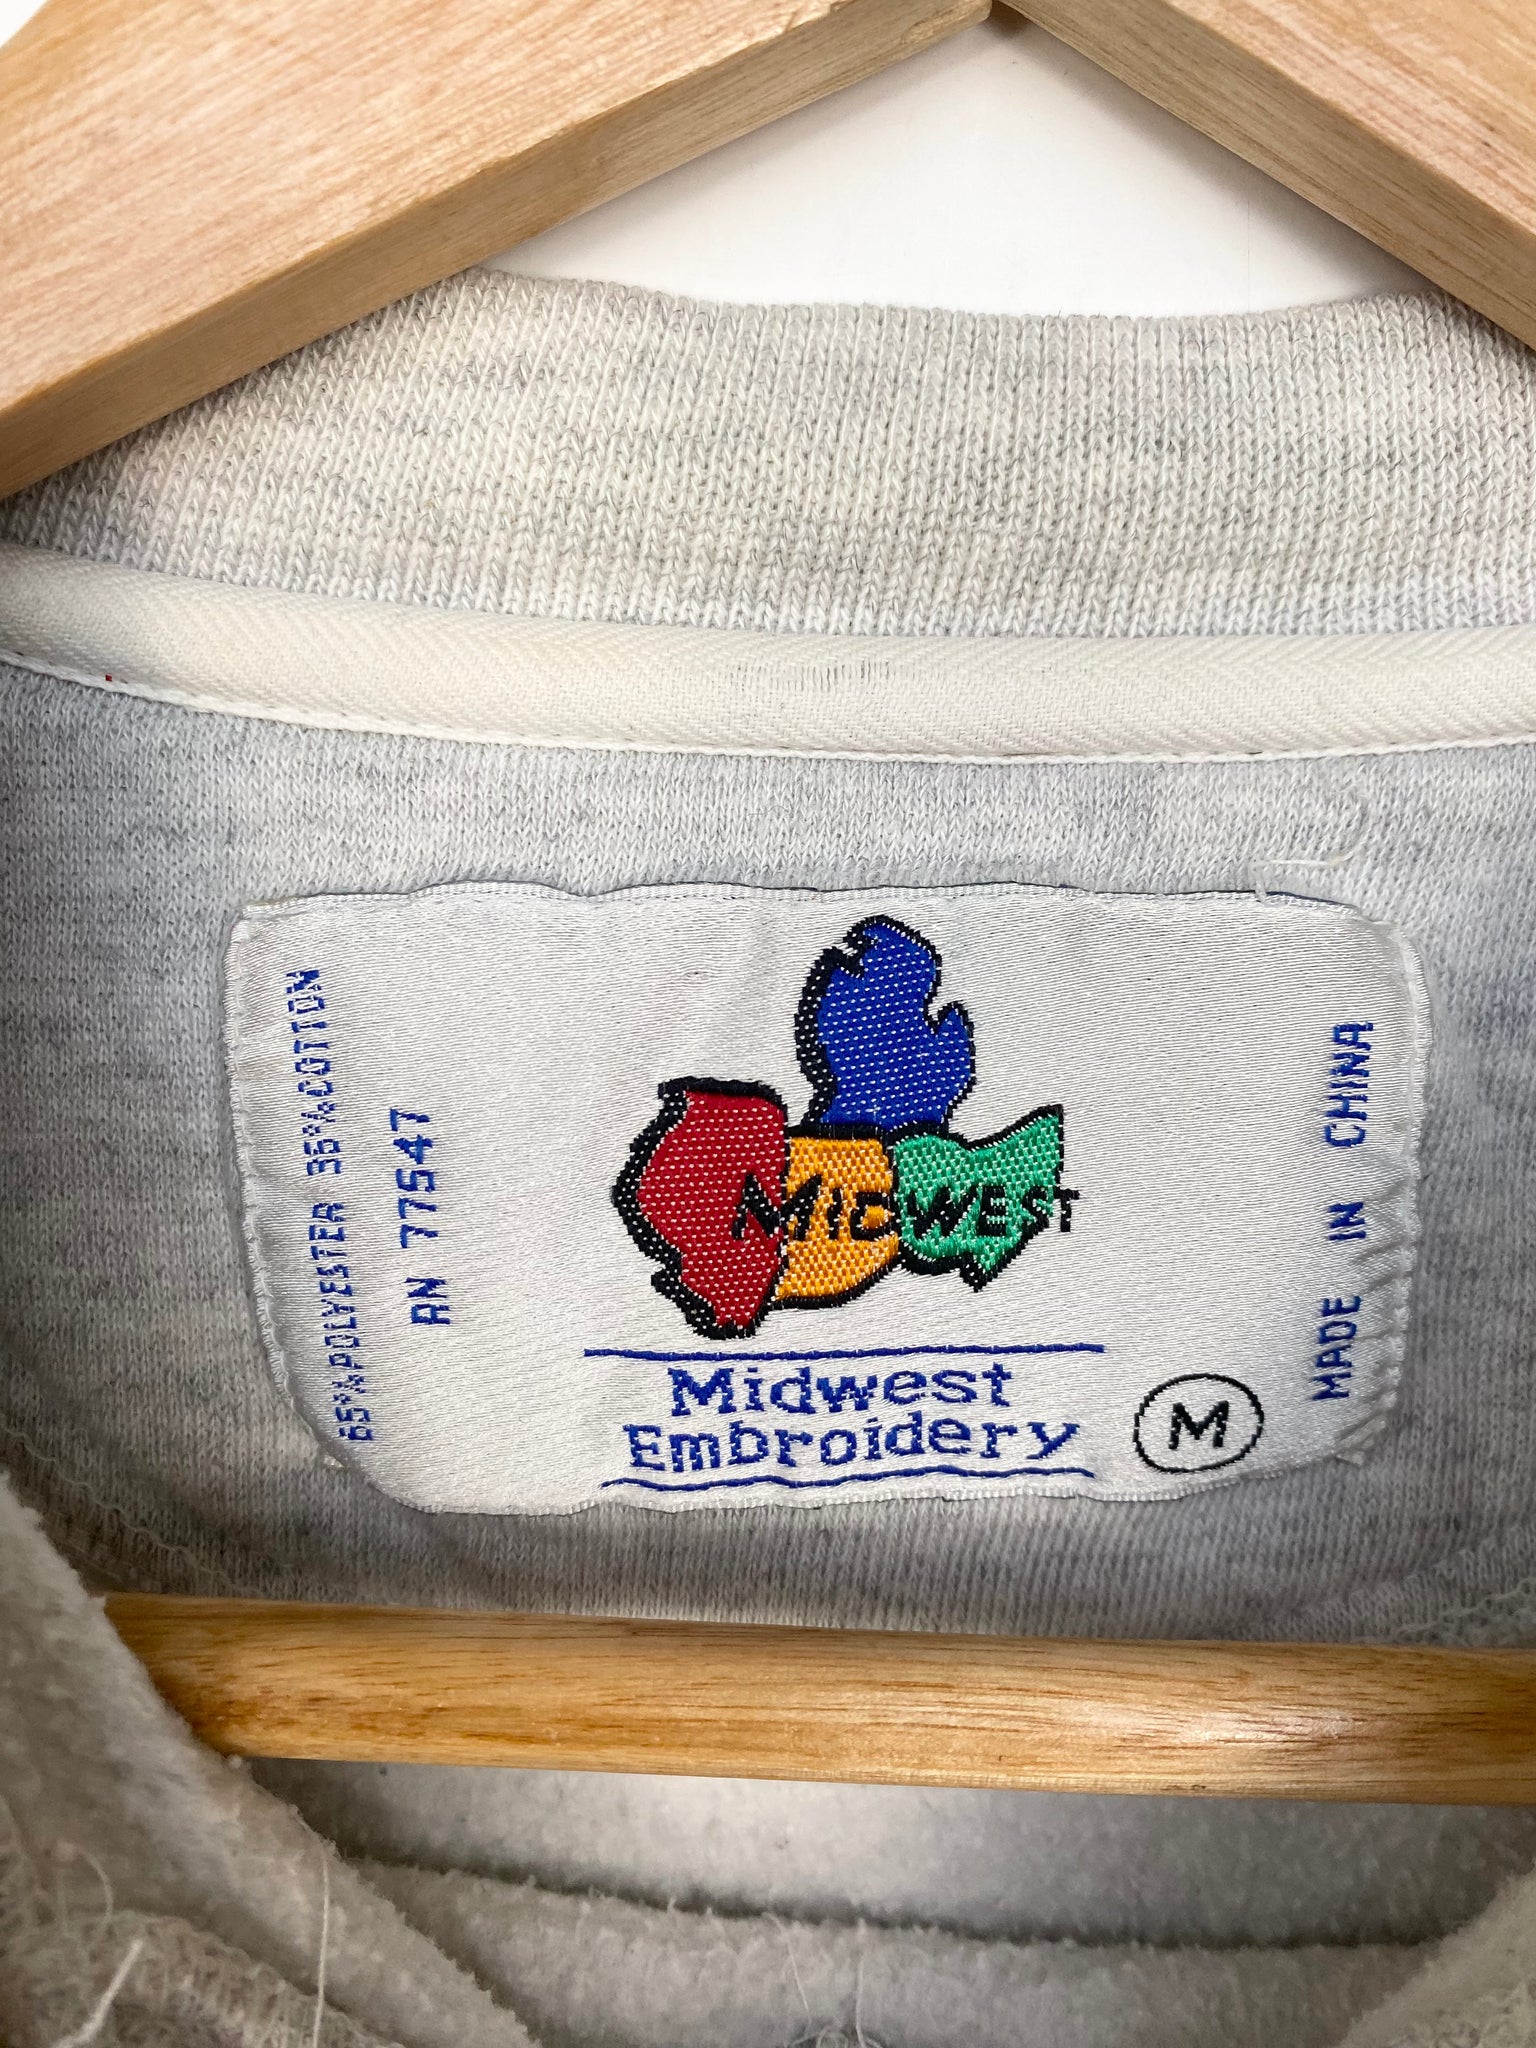 65% POLYESTER 35% COTTON
RN 77547
MIDWEST
Midwest
Embroidery
M
MADE IN CHINA